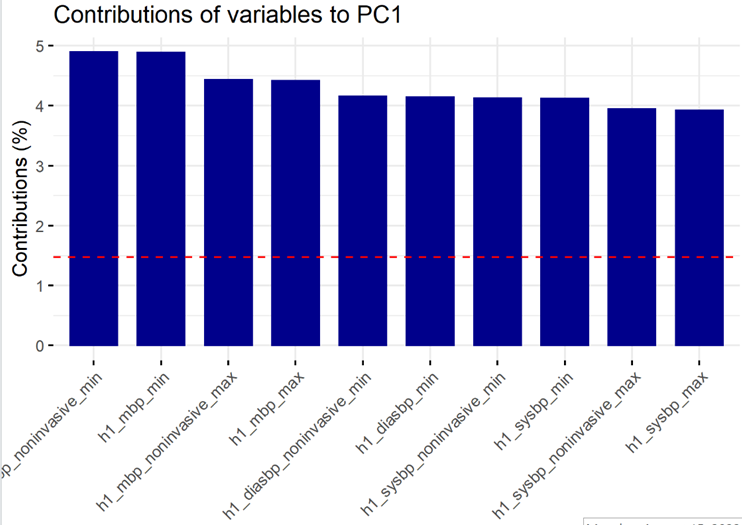 Contributions of variables to PC1
Contributions (%)
5
4
3
2
1
0
bp_noninvasive_min
h1_mbp_min
h1_mbp_noninvasive_max
h1_mbp_max
h1_diasbp_noninvasive_min
h1_diasbp_min
h1_sysbp_noninvasive_min
h1_sysbp_min
h1_sysbp_noninvasive_max
h1_sysbp_max